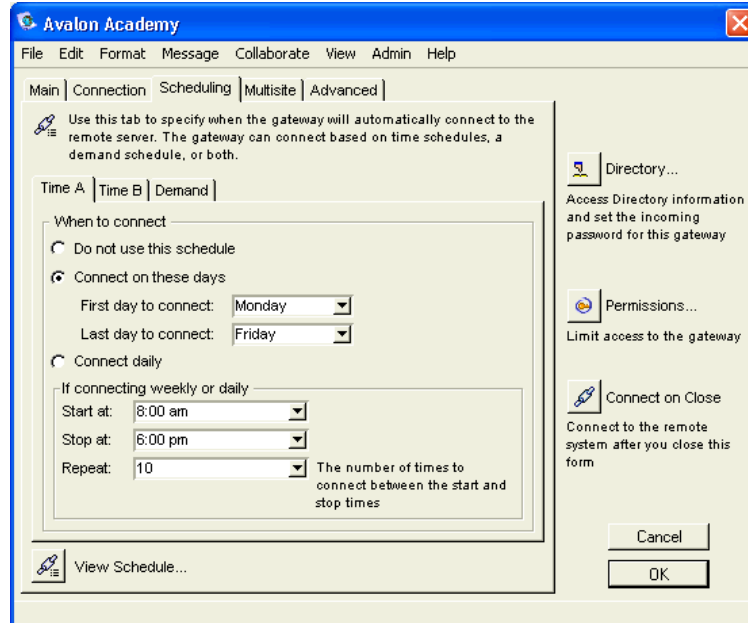 Avalon Academy
File Edit Format Message Collaborate View Admin Help
Main Connection Scheduling Multisite Advanced
Use this tab to specify when the gateway will automatically connect to the
remote server. The gateway can connect based on time schedules, a
demand schedule, or both.
Time A Time B Demand
When to connect
Do not use this schedule
Connect on these days
First day to connect: Monday
Last day to connect: Friday
Connect daily
If connecting weekly or daily
Start at: 8:00 am
Stop at: 6:00 pm
Repeat: 10
The number of times to
connect between the start and
stop times
View Schedule...
Directory...
Access Directory information
and set the incoming
password for this gateway
Permissions...
Limit access to the gateway
Connect on Close
Connect to the remote
system after you close this
form
Cancel
OK